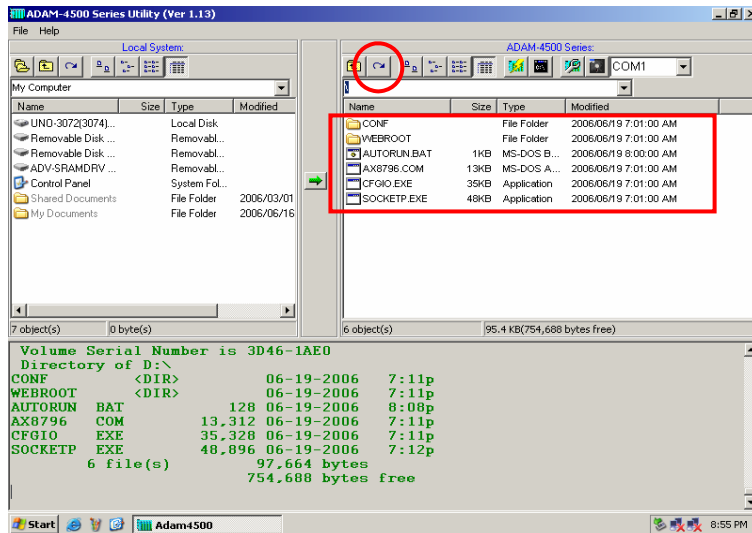 ADAM-4500 Series Utility (Ver 1.13)
File Help
Local System:
My Computer
Name Size Type Modified
UNO-3072(3074)... Local Disk
Removable Disk ... Removabl...
Removable Disk ... Removabl...
ADV-SRAMDRV ... Removabl...
Control Panel System Fol...
Shared Documents File Folder 2006/03/01
My Documents File Folder 2006/06/16
7 object(s) 0 byte(s)
ADAM-4500 Series:
COM1
\
Name Size Type Modified
CONF File Folder 2006/06/19 7:01:00 AM
WEBROOT File Folder 2006/06/19 7:01:00 AM
AUTORUN.BAT 1KB MS-DOS B... 2006/06/19 8:00:00 AM
AX8796.COM 13KB MS-DOS A... 2006/06/19 7:01:00 AM
CFGIO.EXE 35KB Application 2006/06/19 7:01:00 AM
SOCKETP.EXE 48KB Application 2006/06/19 7:01:00 AM
6 object(s) 95.4 KB(754,688 bytes free)
Volume Serial Number is 3D46-1AE0
Directory of D:\
CONF <DIR> 06-19-2006 7:11p
WEBROOT <DIR> 06-19-2006 7:11p
AUTORUN BAT 128 06-19-2006 8:08p
AX8796 COM 13,312 06-19-2006 7:11p
CFGIO EXE 35,328 06-19-2006 7:11p
SOCKETP EXE 48,896 06-19-2006 7:12p
6 file(s) 97,664 bytes
754,688 bytes free
Start Adam4500 8:55 PM